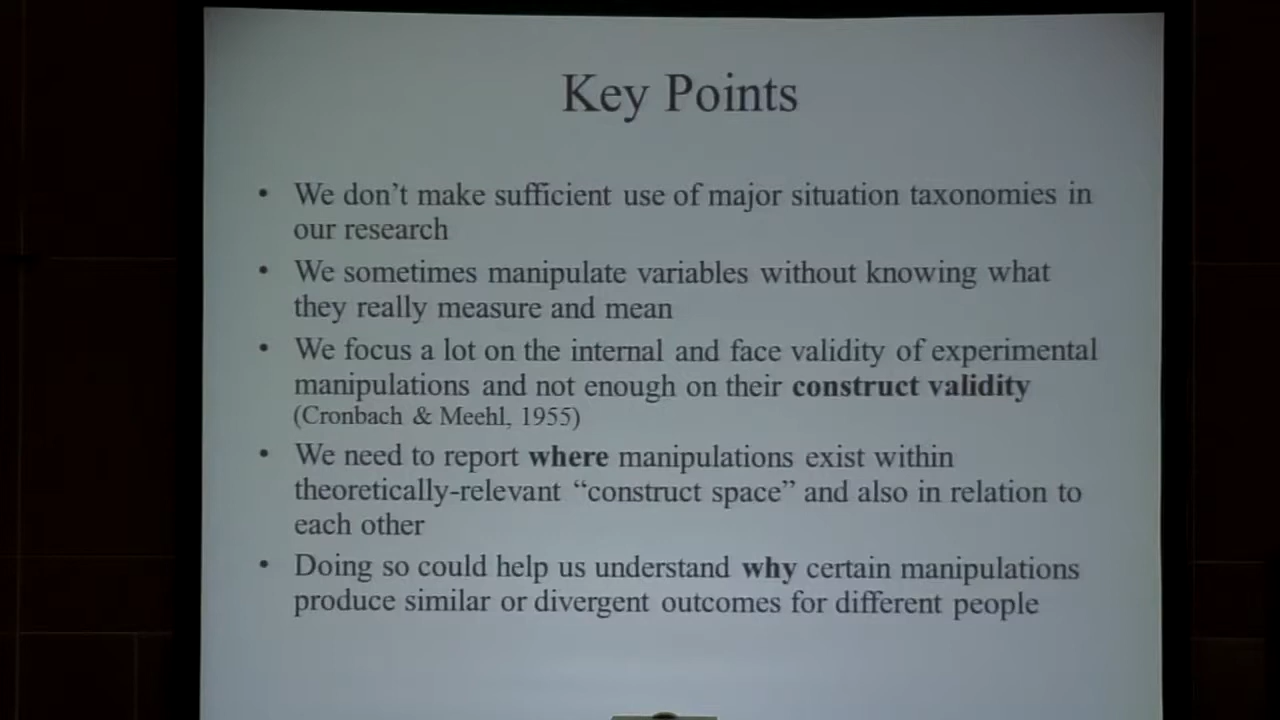 Key Points
• We don't make sufficient use of major situation taxonomies in
our research
• We sometimes manipulate variables without knowing what
they really measure and mean
• We focus a lot on the internal and face validity of experimental
manipulations and not enough on their construct validity
(Cronbach & Meehl, 1955)
• We need to report where manipulations exist within
theoretically-relevant “construct space” and also in relation to
each other
• Doing so could help us understand why certain manipulations
produce similar or divergent outcomes for different people